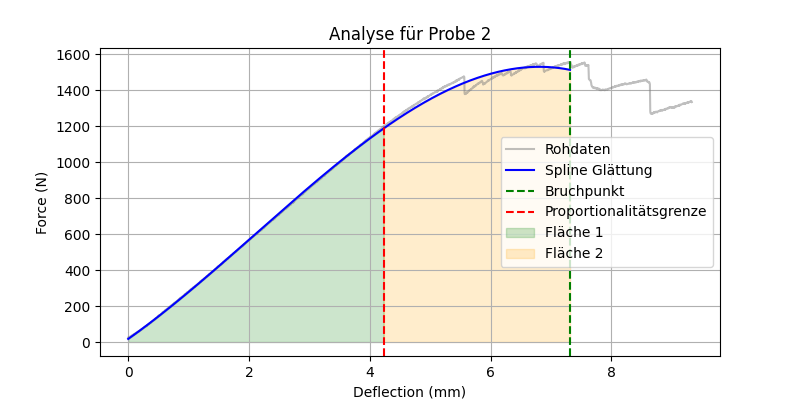 Analyse für Probe 2
Force (N)
1600
1400
1200
1000
800
600
400
200
0
0 2 4 6 8
Deflection (mm)
Rohdaten
Spline Glättung
Bruchpunkt
Proportionalitätsgrenze
Fläche 1
Fläche 2